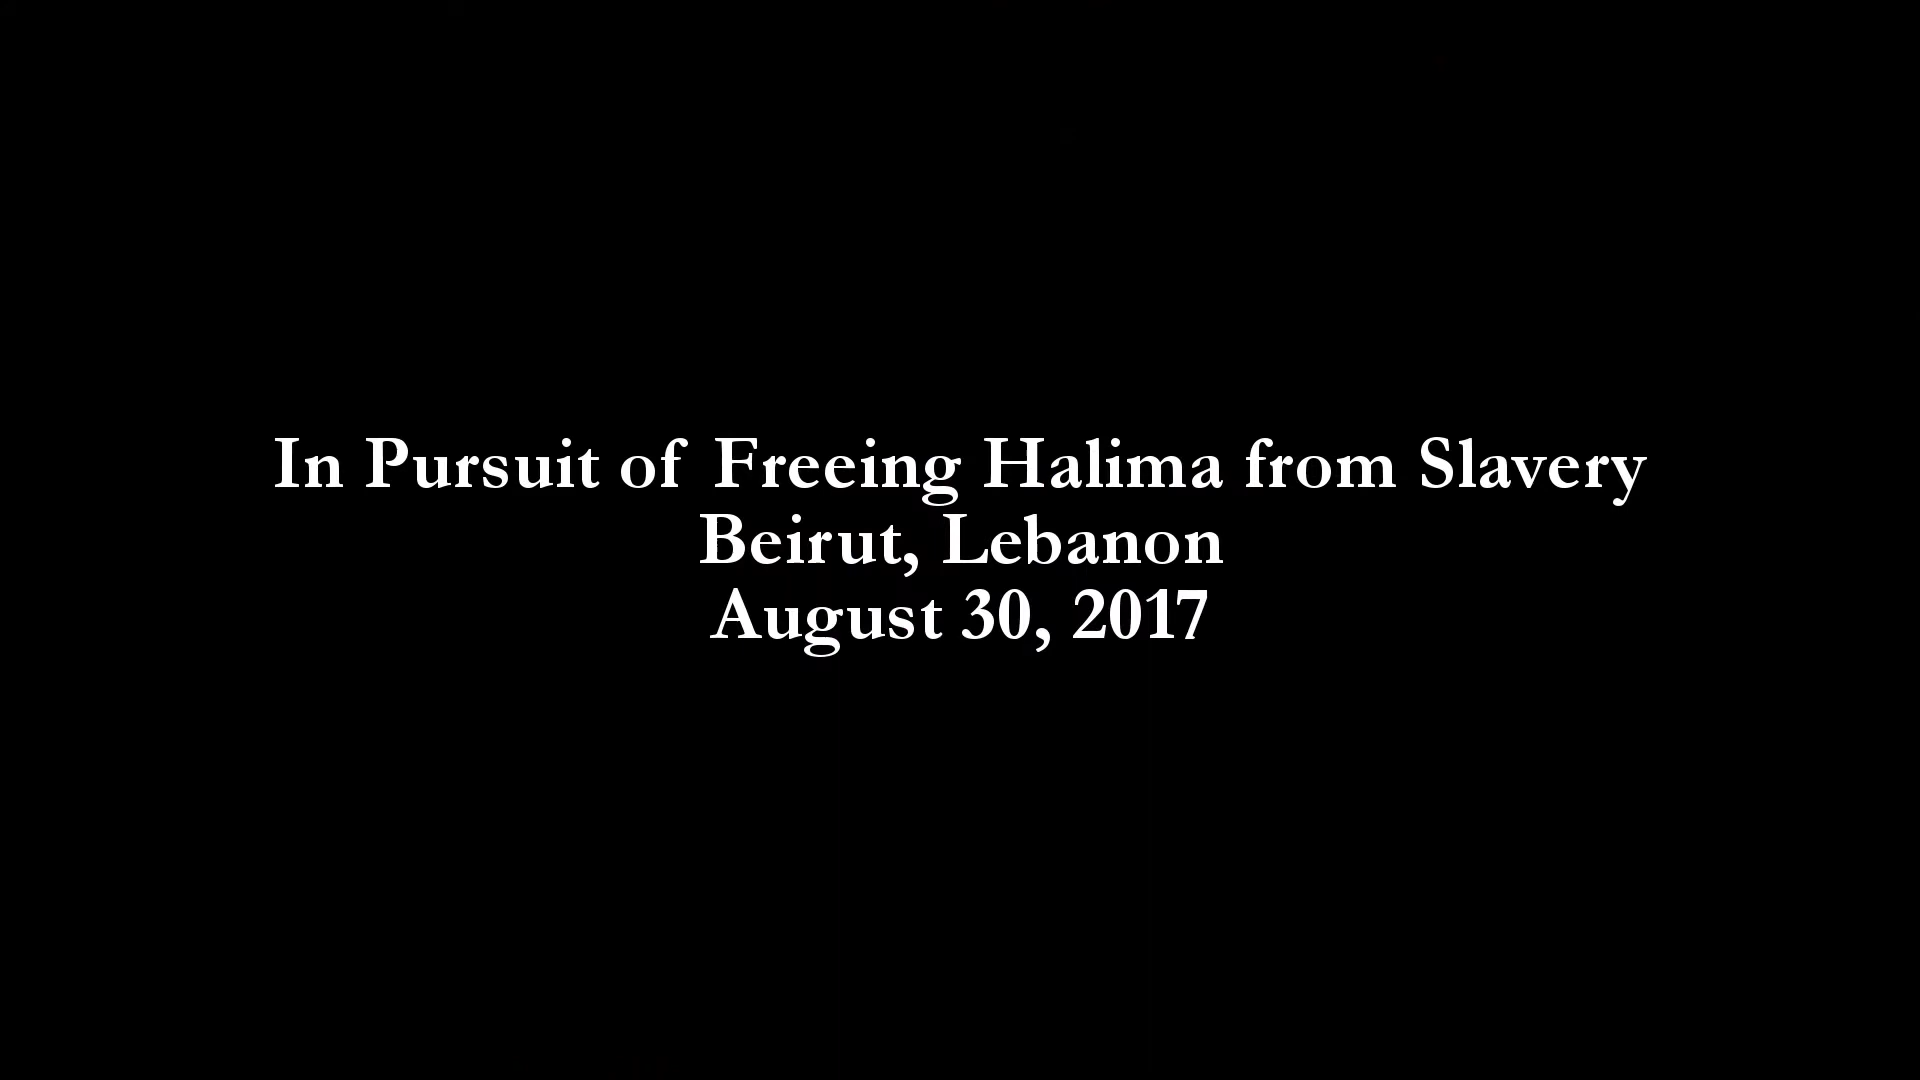 In Pursuit of Freeing Halima from Slavery
Beirut, Lebanon
August 30, 2017